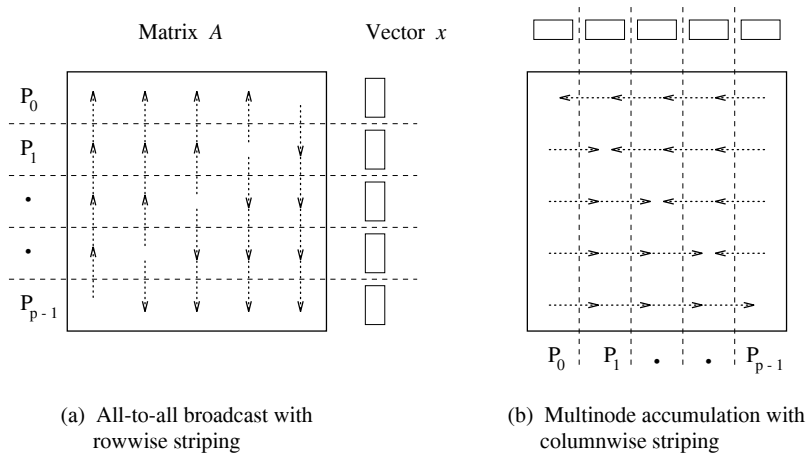 Matrix A
Vector x
P0
P1
•
•
Pp - 1
P0 P1 • • Pp - 1
(a) All-to-all broadcast with
rowwise striping
(b) Multinode accumulation with
columnwise striping